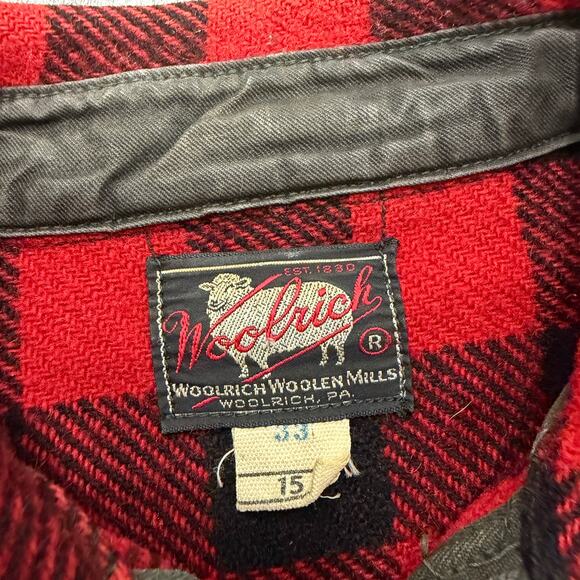 EST. 1830
Woolrich
®
WOOLRICH WOOLEN MILLS
WOOLRICH, PA.
33
15